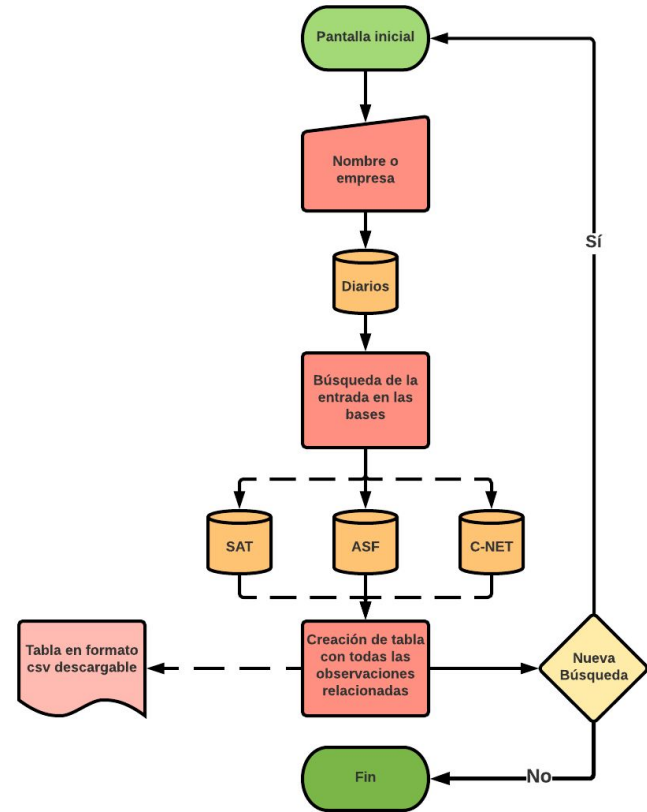 Pantalla inicial
Nombre o
empresa
Sí
Diarios
Búsqueda de la
entrada en las
bases
SAT
ASF
C-NET
Tabla en formato
csv descargable
Creación de tabla
con todas las
observaciones
relacionadas
Nueva
Búsqueda
Fin
No